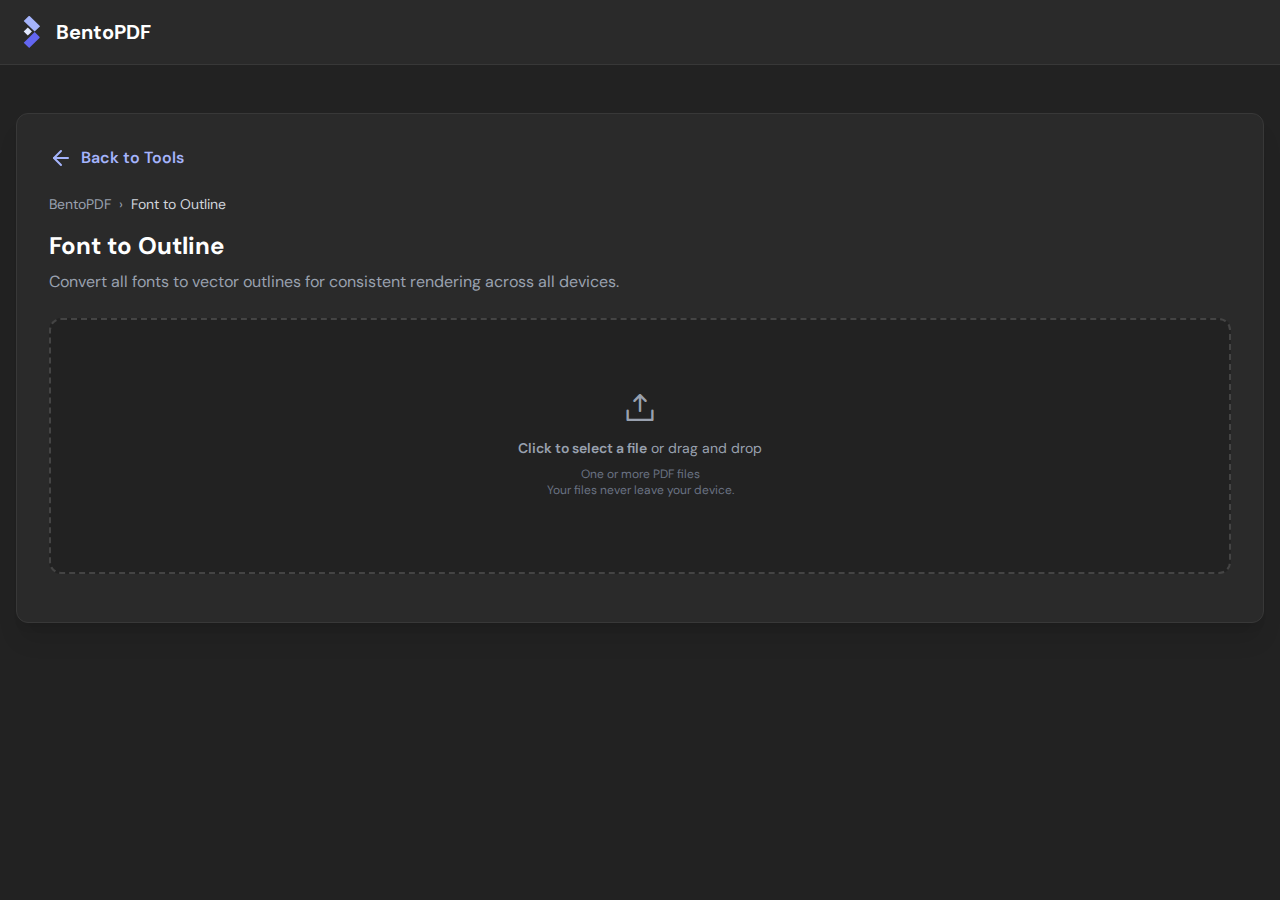 BentoPDF
Back to Tools
BentoPDF › Font to Outline
Font to Outline
Convert all fonts to vector outlines for consistent rendering across all devices.
Click to select a file or drag and drop
One or more PDF files
Your files never leave your device.